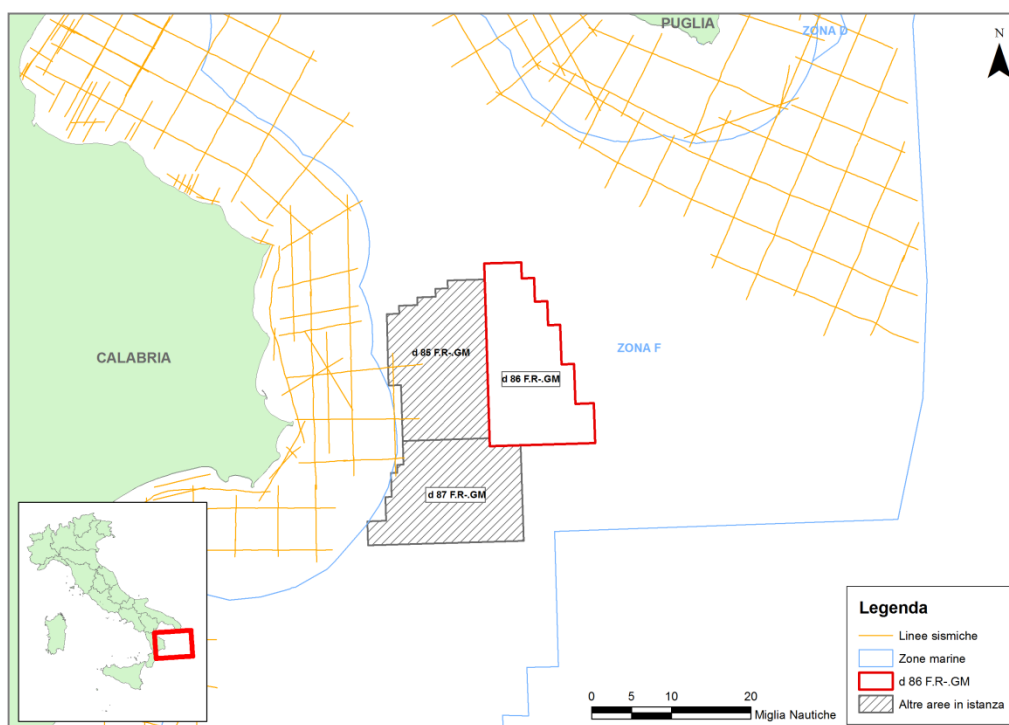 PUGLIA
ZONA D
N
CALABRIA
d 85 F.R-.GM
ZONA F
d 86 F.R-.GM
d 87 F.R-.GM
Legenda
Linee sismiche
Zone marine
d 86 F.R-.GM
Altre aree in istanza
0 5 10 20
Miglia Nautiche